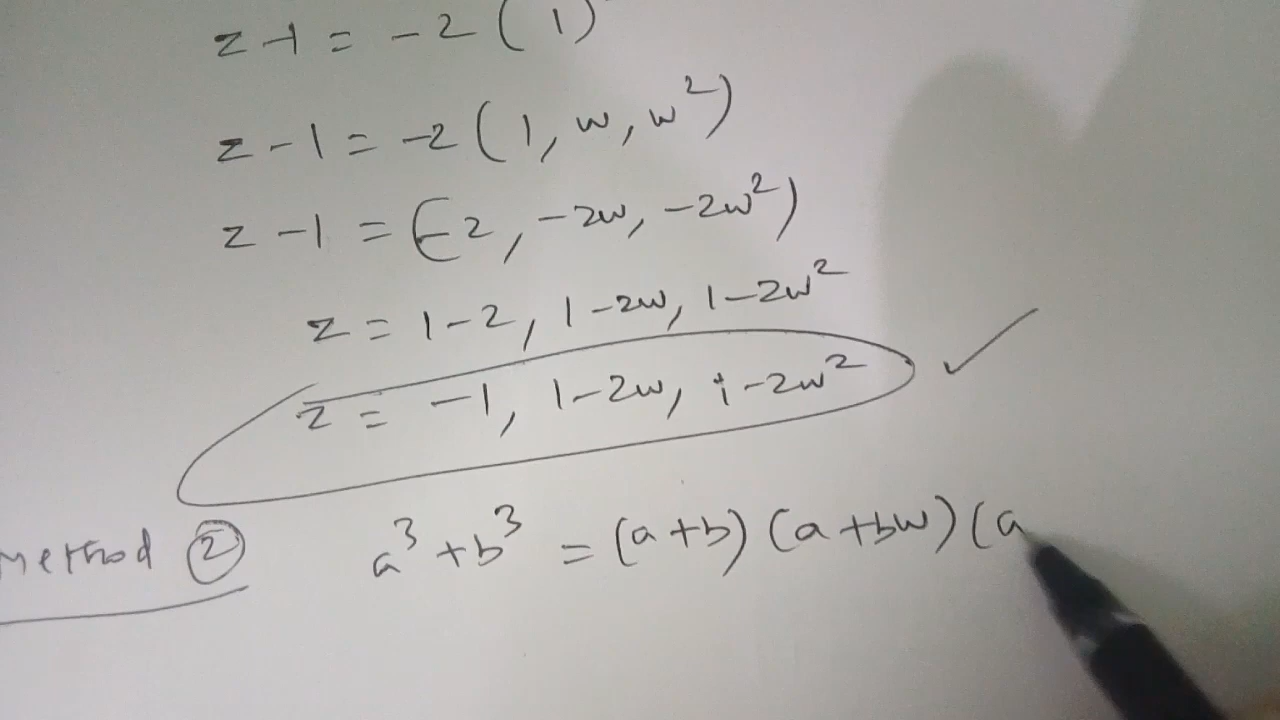 z-1 = -2(1)
z-1 = -2(1, w, w²)
z-1 = (-2, -2w, -2w²)
z = 1-2, 1-2w, 1-2w²
z = -1, 1-2w, 1-2w²
Method ② a³+b³ = (a+b)(a+bw)(a